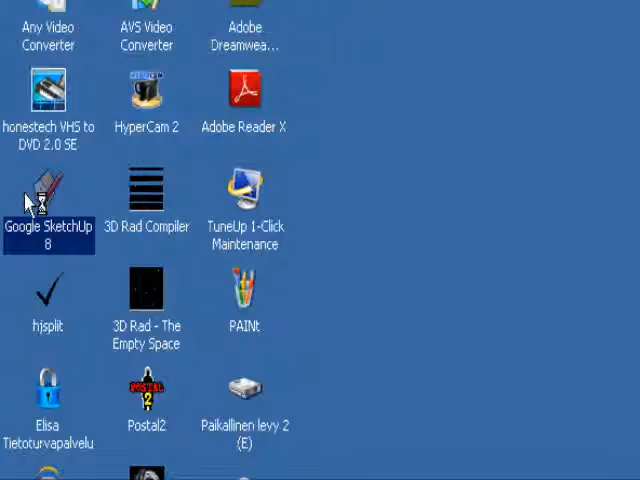 Any Video
Converter
AVS Video
Converter
Adobe
Dreamwea...
honestech VHS to
DVD 2.0 SE
HyperCam 2
Adobe Reader X
Google SketchUp
8
3D Rad Compiler
TuneUp 1-Click
Maintenance
hjsplit
3D Rad - The
Empty Space
PAINt
Elisa
Tietoturvapalvelu
POSTAL
2
Postal2
Paikallinen levy 2
(E)